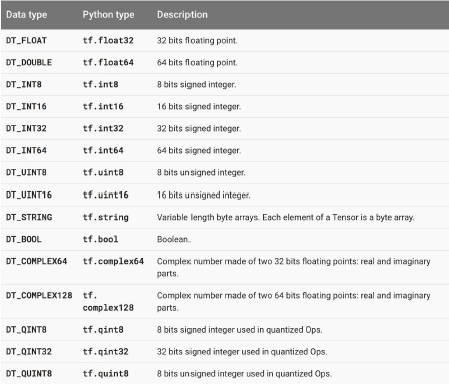 Data type Python type Description
DT_FLOAT tf.float32 32 bits floating point.
DT_DOUBLE tf.float64 64 bits floating point.
DT_INT8 tf.int8 8 bits signed integer.
DT_INT16 tf.int16 16 bits signed integer.
DT_INT32 tf.int32 32 bits signed integer.
DT_INT64 tf.int64 64 bits signed integer.
DT_UINT8 tf.uint8 8 bits unsigned integer.
DT_UINT16 tf.uint16 16 bits unsigned integer.
DT_STRING tf.string Variable length byte arrays. Each element of a Tensor is a byte array.
DT_BOOL tf.bool Boolean.
DT_COMPLEX64 tf.complex64 Complex number made of two 32 bits floating points: real and imaginary
parts.
DT_COMPLEX128 tf. Complex number made of two 64 bits floating points: real and imaginary
complex128 parts.
DT_QINT8 tf.qint8 8 bits signed integer used in quantized Ops.
DT_QINT32 tf.qint32 32 bits signed integer used in quantized Ops.
DT_QUINT8 tf.quint8 8 bits unsigned integer used in quantized Ops.